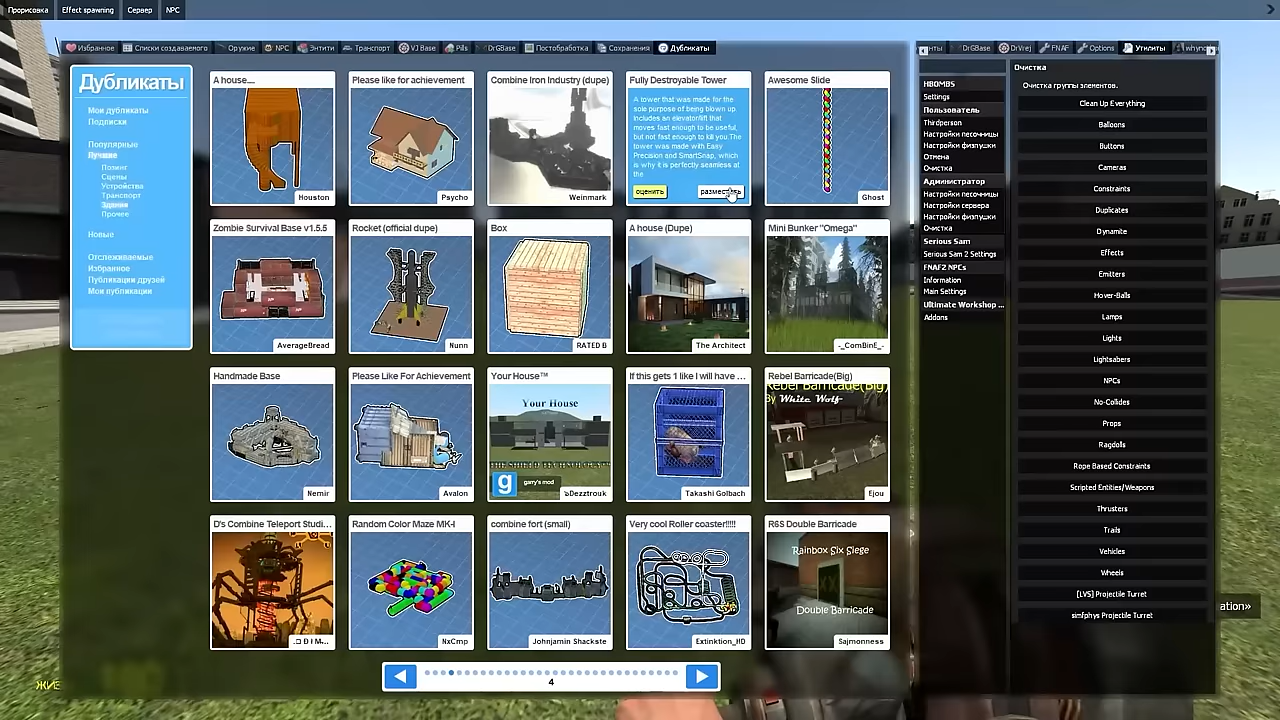 Прорисовка
Effect spawning
Сервер
NPC
Избранное
Списки создаваемого
Оружие
NPC
Энтити
Транспорт
VJ Base
Pills
DrGBase
Постобработка
Сохранения
Дубликаты
DrGBase
DrVrej
FNAF
Options
Утилиты
Дубликаты
Мои дубликаты
Подписки
Популярные
Лучшие
Позинг
Сцены
Устройства
Транспорт
Здания
Прочее
Новые
Отслеживаемые
Избранное
Публикации друзей
Мои публикации
A house....
Houston
Please like for achievement
Psycho
Combine Iron Industry (dupe)
Weinmark
Fully Destroyable Tower
A tower that was made for the
sole purpose of being blown up.
includes an elevator/lift that
moves fast enough to be useful,
but not fast enough to kill you.The
tower was made with Easy
Precision and SmartSnap, which
is why it is perfectly seamless at
the
оценить
разместить
Awesome Slide
Ghost
Zombie Survival Base v1.5.5
AverageBread
Rocket (official dupe)
Nunn
Box
RATED B
A house (Dupe)
The Architect
Mini Bunker "Omega"
-_ComBinE_-
Handmade Base
Nemir
Please Like For Achievement
Avalon
Your House™
Your House
garry's mod
Dezztrouk
If this gets 1 like I will have ...
Takashi Golbach
Rebel Barricade(Big)
Rebel Barricade(Big)
By White Wolf-
Ejou
D's Combine Teleport Studi...
Random Color Maze MK-I
NxCmp
combine fort (small)
Johnjamin Shackste
Very cool Roller coaster!!!!!
Extinktion_HD
R6S Double Barricade
Rainbox Six Siege
Double Barricade
Sajmonness
4
HBOMBS
Settings
Пользователь
Thirdperson
Настройки песочницы
Настройки физпушки
Отмена
Очистка
Администратор
Настройки песочницы
Настройки сервера
Настройки физпушки
Очистка
Serious Sam
Serious Sam 2 Settings
FNAF2 NPCs
Information
Main Settings
Ultimate Workshop ...
Addons
Очистка
Очистка группы элементов.
Clean Up Everything
Balloons
Buttons
Cameras
Constraints
Duplicates
Dynamite
Effects
Emitters
Hover-Balls
Lamps
Lights
Lightsabers
NPCs
No-Collides
Props
Ragdolls
Rope Based Constraints
Scripted Entities/Weapons
Thrusters
Trails
Vehicles
Wheels
[LVS] Projectile Turret
simfphys Projectile Turret
ation»